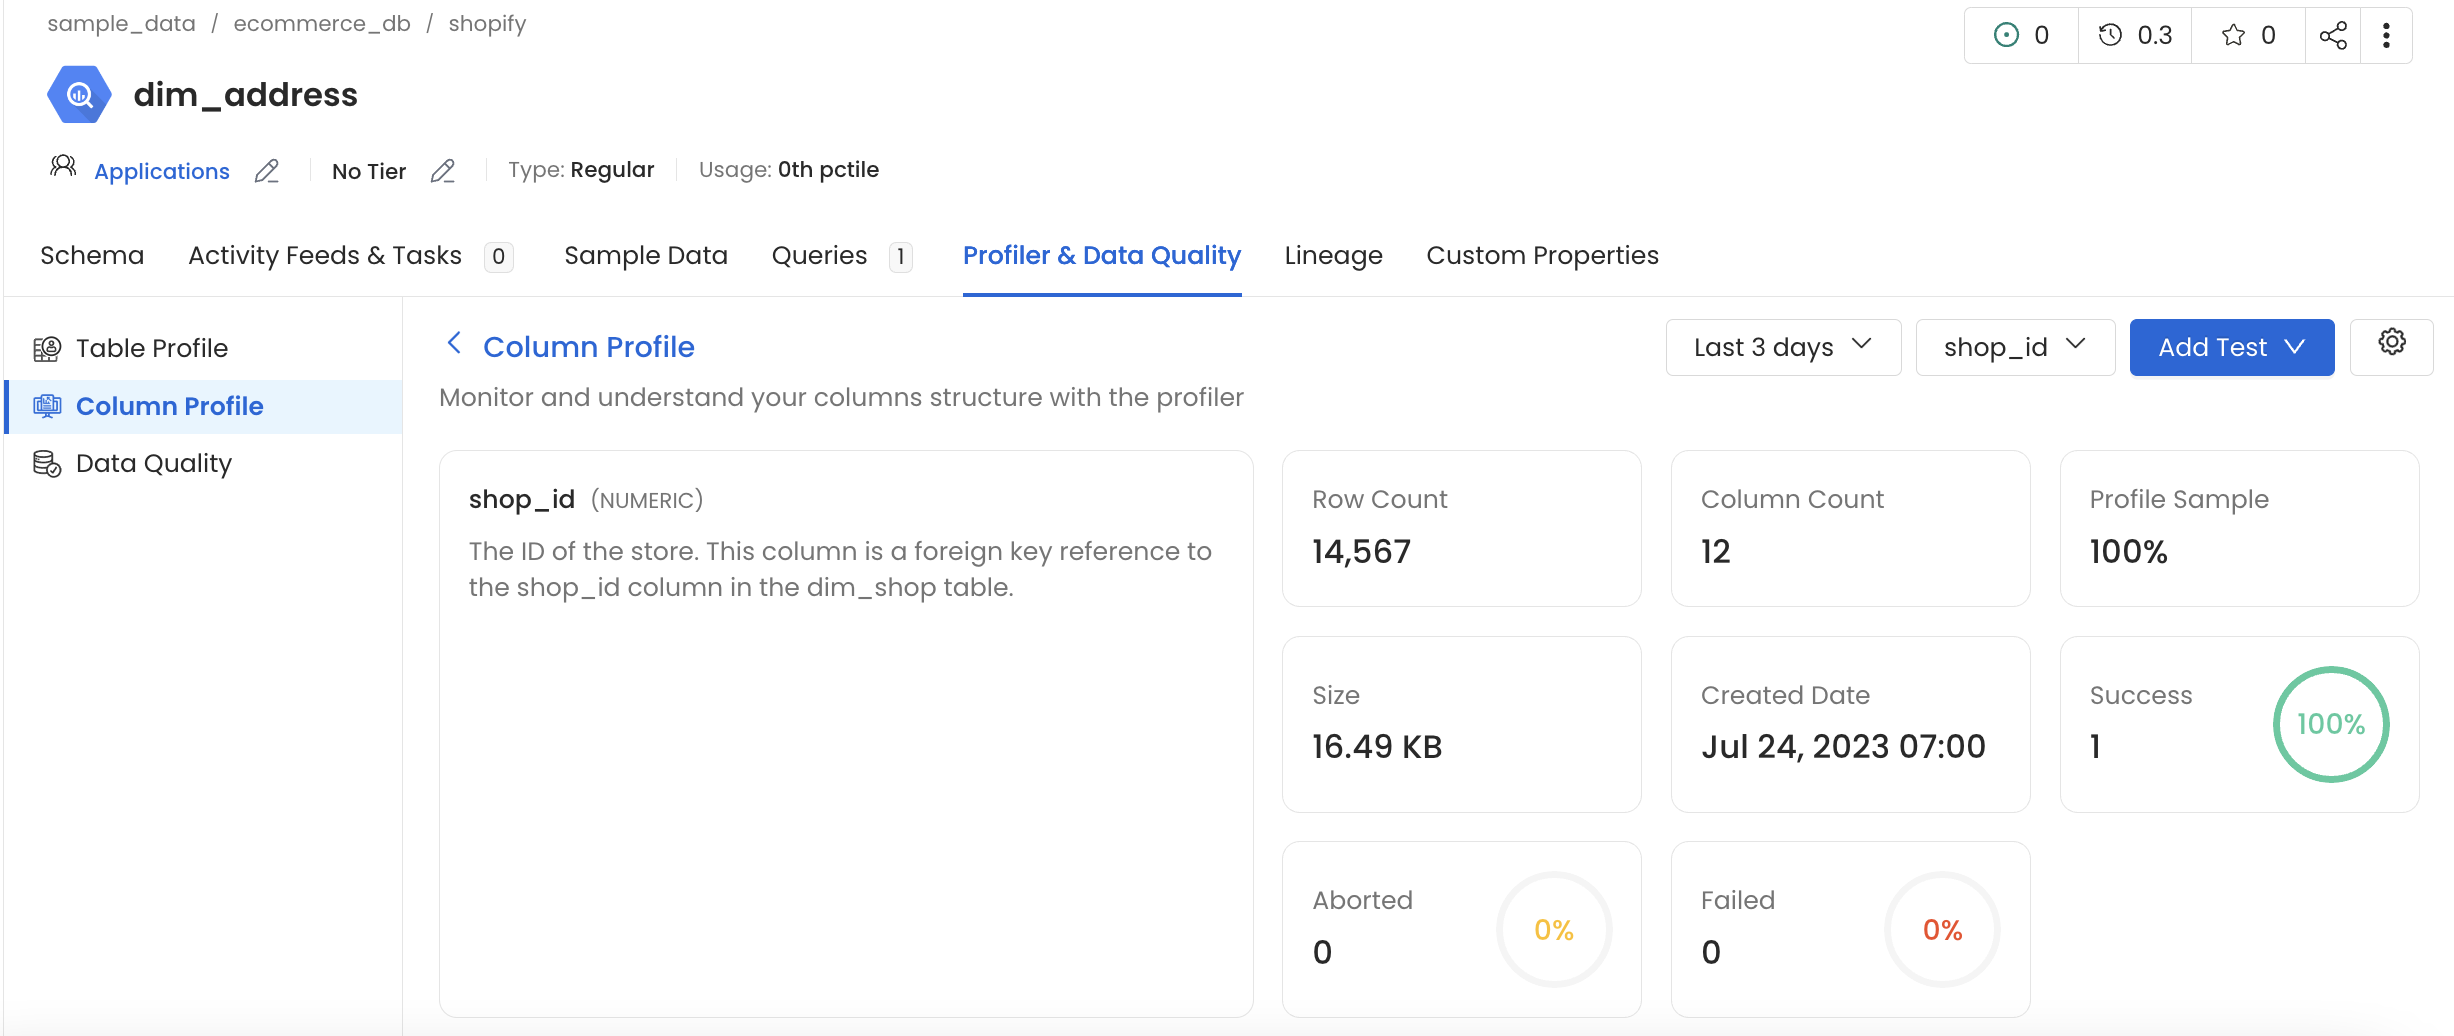 sample_data / ecommerce_db / shopify
0 0.3 0
dim_address
Applications No Tier Type: Regular Usage: 0th pctile
Schema Activity Feeds & Tasks 0 Sample Data Queries 1 Profiler & Data Quality Lineage Custom Properties
Table Profile
Column Profile
Data Quality
Column Profile
Last 3 days shop_id Add Test
Monitor and understand your columns structure with the profiler
shop_id (NUMERIC)
The ID of the store. This column is a foreign key reference to
the shop_id column in the dim_shop table.
Row Count
14,567
Column Count
12
Profile Sample
100%
Size
16.49 KB
Created Date
Jul 24, 2023 07:00
Success
1
100%
Aborted
0
0%
Failed
0
0%